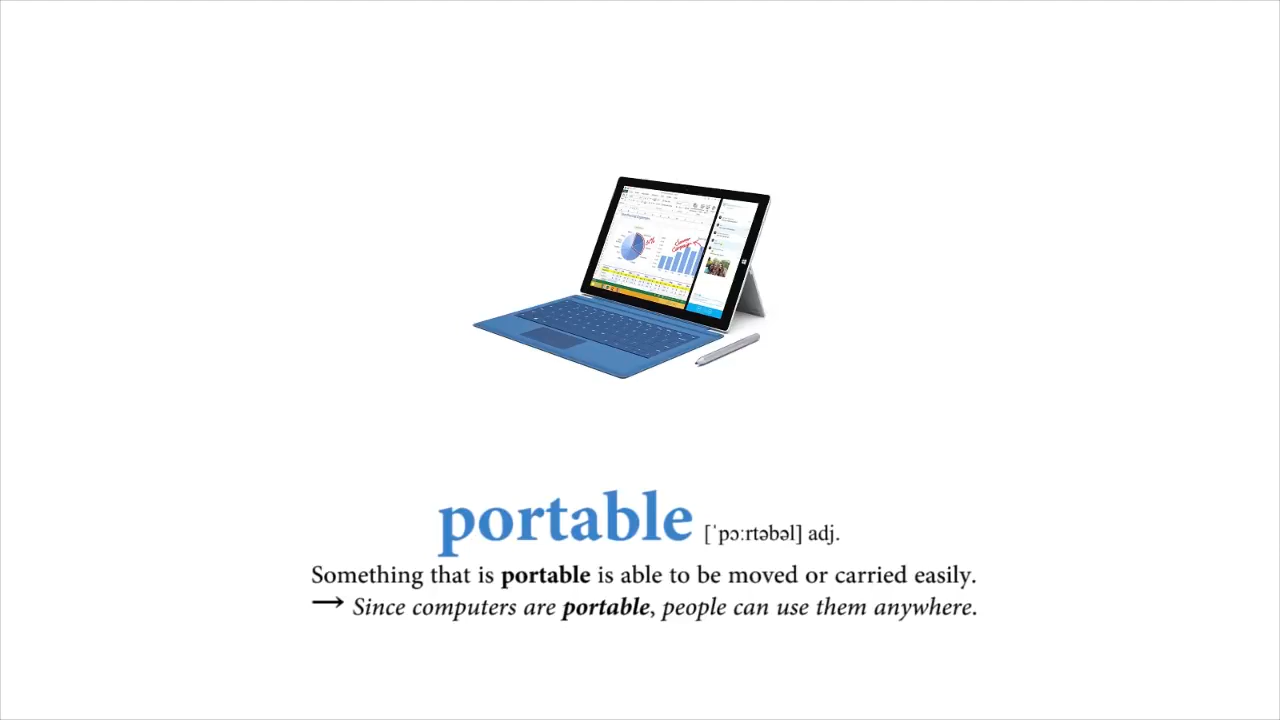 portable [ˈpɔːrtəbəl] adj.
Something that is portable is able to be moved or carried easily.
→ Since computers are portable, people can use them anywhere.